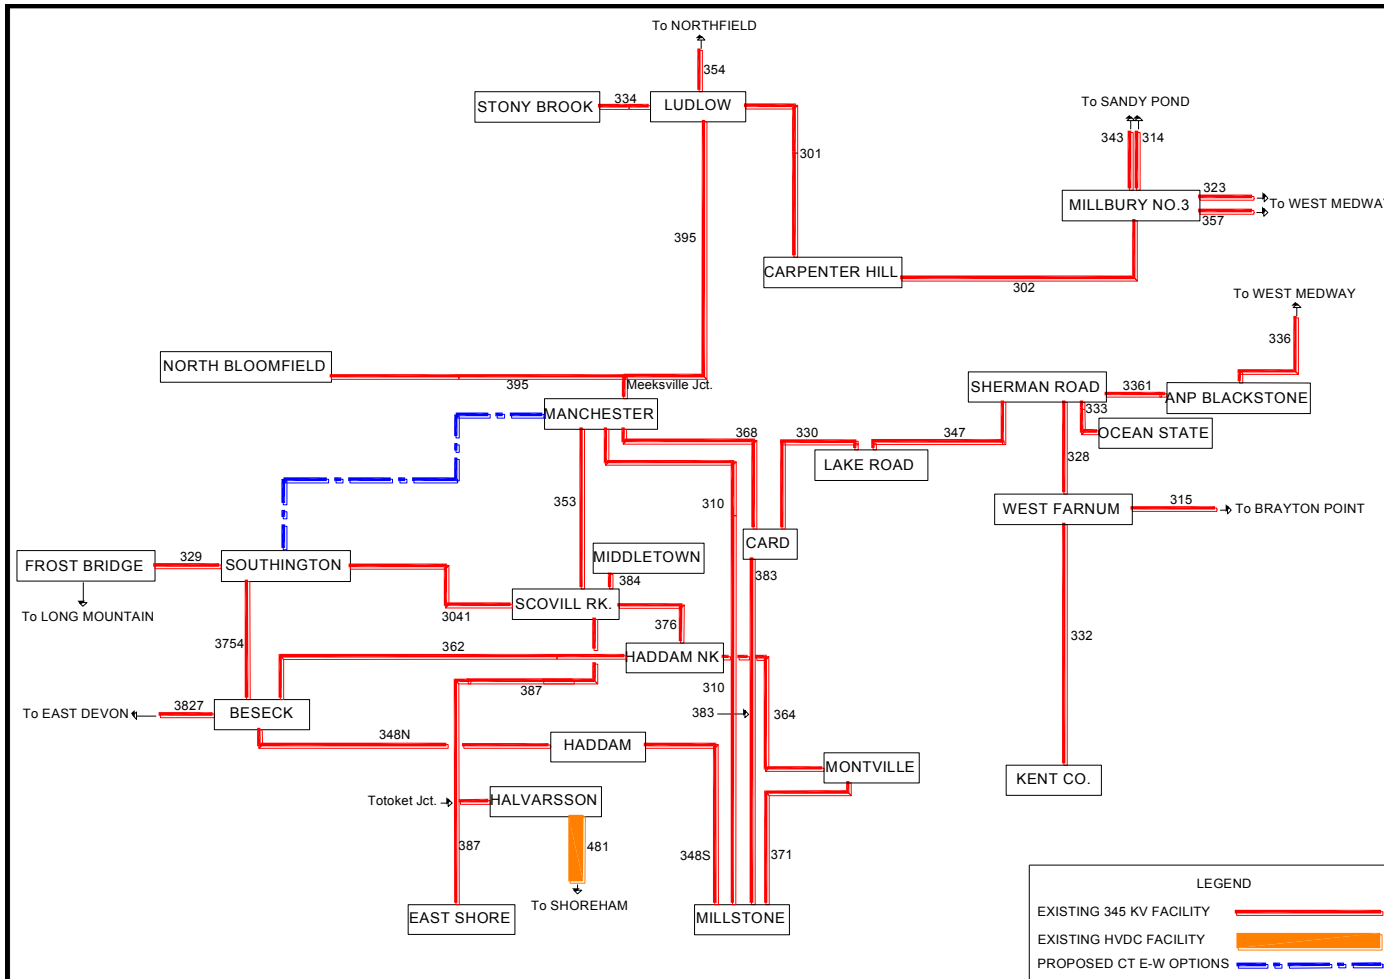 To NORTHFIELD
354
STONY BROOK
334
LUDLOW
To SANDY POND
343
314
301
323
MILLBURY NO.3
To WEST MEDWAY
357
395
CARPENTER HILL
302
To WEST MEDWAY
336
NORTH BLOOMFIELD
395
Meeksville Jct.
SHERMAN ROAD
3361
ANP BLACKSTONE
333
MANCHESTER
OCEAN STATE
368
330
347
LAKE ROAD
328
353
310
WEST FARNUM
315
To BRAYTON POINT
CARD
MIDDLETOWN
FROST BRIDGE
329
SOUTHINGTON
384
383
To LONG MOUNTAIN
3041
SCOVILL RK.
376
332
3754
362
HADDAM NK
387
310
To EAST DEVON
3827
BESECK
383
364
348N
HADDAM
MONTVILLE
KENT CO.
Totoket Jct.
HALVARSSON
387
481
348S
371
To SHOREHAM
EAST SHORE
MILLSTONE
LEGEND
EXISTING 345 KV FACILITY
EXISTING HVDC FACILITY
PROPOSED CT E-W OPTIONS